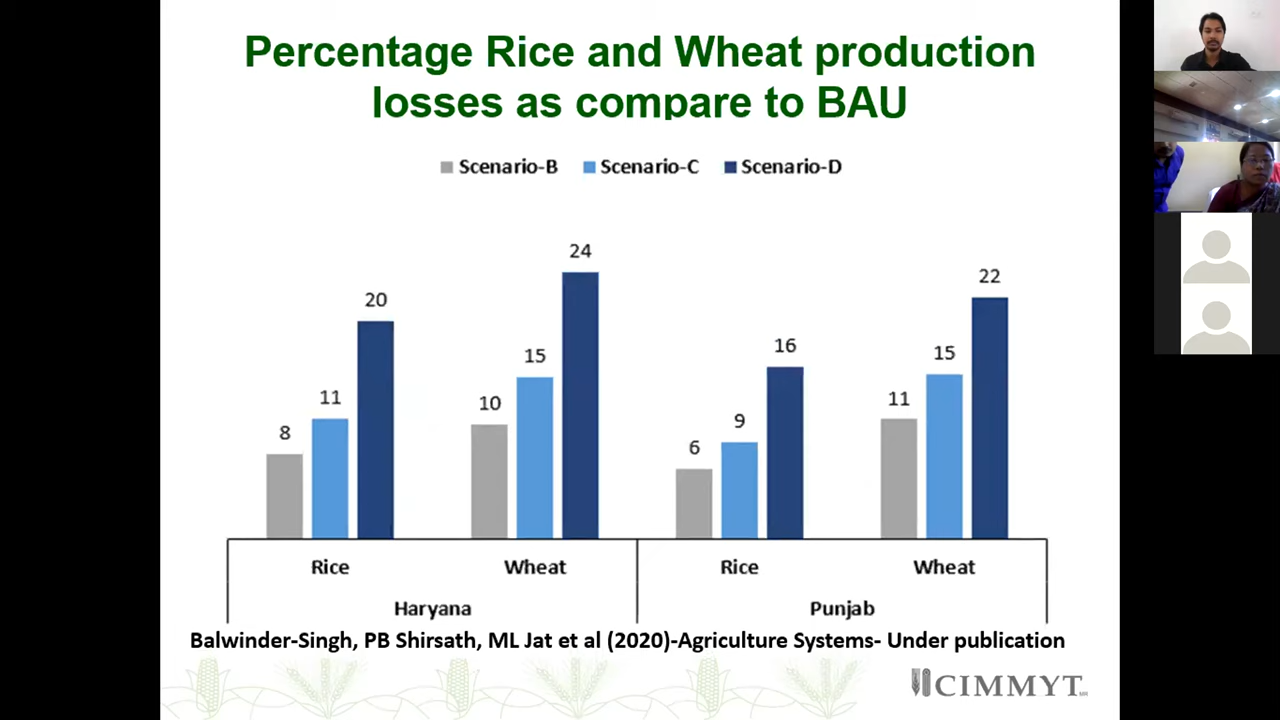 Percentage Rice and Wheat production
losses as compare to BAU
Scenario-B Scenario-C Scenario-D
24
22
20
16
15
15
11
10
11
9
8
6
Rice Wheat Rice Wheat
Haryana Punjab
Balwinder-Singh, PB Shirsath, ML Jat et al (2020)-Agriculture Systems- Under publication
CIMMYT